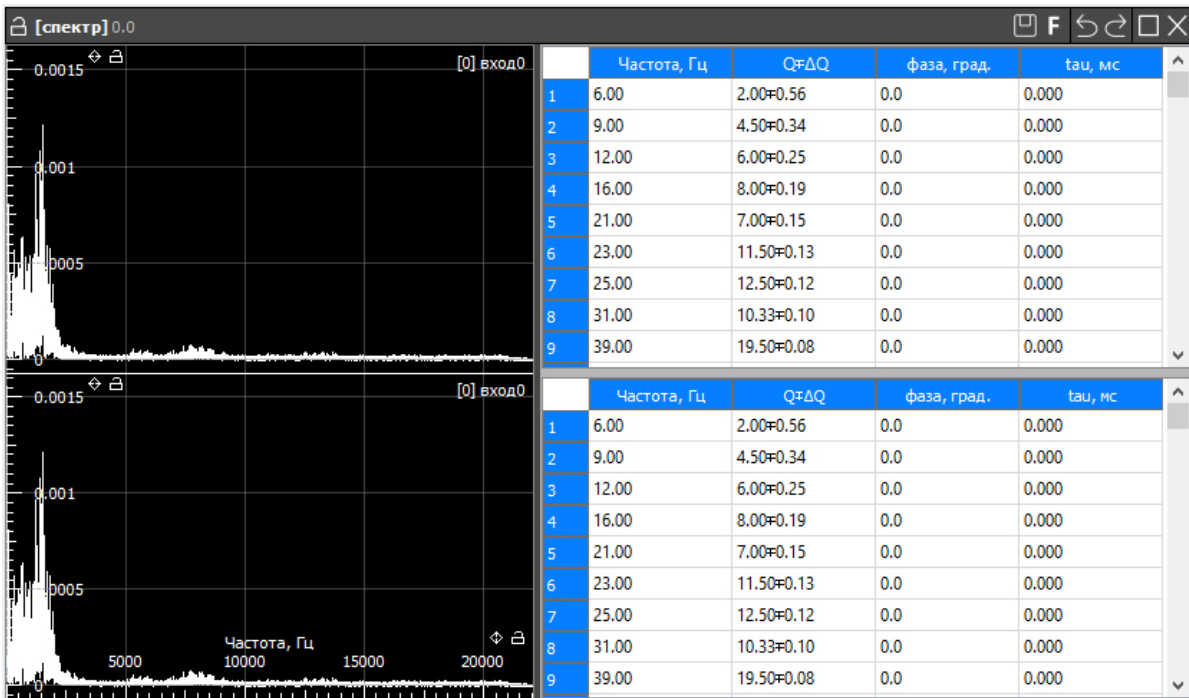 [спектр] 0.0 F
0.0015 [0] вход0
0.001
0005
0
Частота, Гц Q∓ΔQ фаза, град. tau, мс
1 6.00 2.00∓0.56 0.0 0.000
2 9.00 4.50∓0.34 0.0 0.000
3 12.00 6.00∓0.25 0.0 0.000
4 16.00 8.00∓0.19 0.0 0.000
5 21.00 7.00∓0.15 0.0 0.000
6 23.00 11.50∓0.13 0.0 0.000
7 25.00 12.50∓0.12 0.0 0.000
8 31.00 10.33∓0.10 0.0 0.000
9 39.00 19.50∓0.08 0.0 0.000
0.0015 [0] вход0
0.001
0005
Частота, Гц
5000 10000 15000 20000
0
Частота, Гц Q∓ΔQ фаза, град. tau, мс
1 6.00 2.00∓0.56 0.0 0.000
2 9.00 4.50∓0.34 0.0 0.000
3 12.00 6.00∓0.25 0.0 0.000
4 16.00 8.00∓0.19 0.0 0.000
5 21.00 7.00∓0.15 0.0 0.000
6 23.00 11.50∓0.13 0.0 0.000
7 25.00 12.50∓0.12 0.0 0.000
8 31.00 10.33∓0.10 0.0 0.000
9 39.00 19.50∓0.08 0.0 0.000